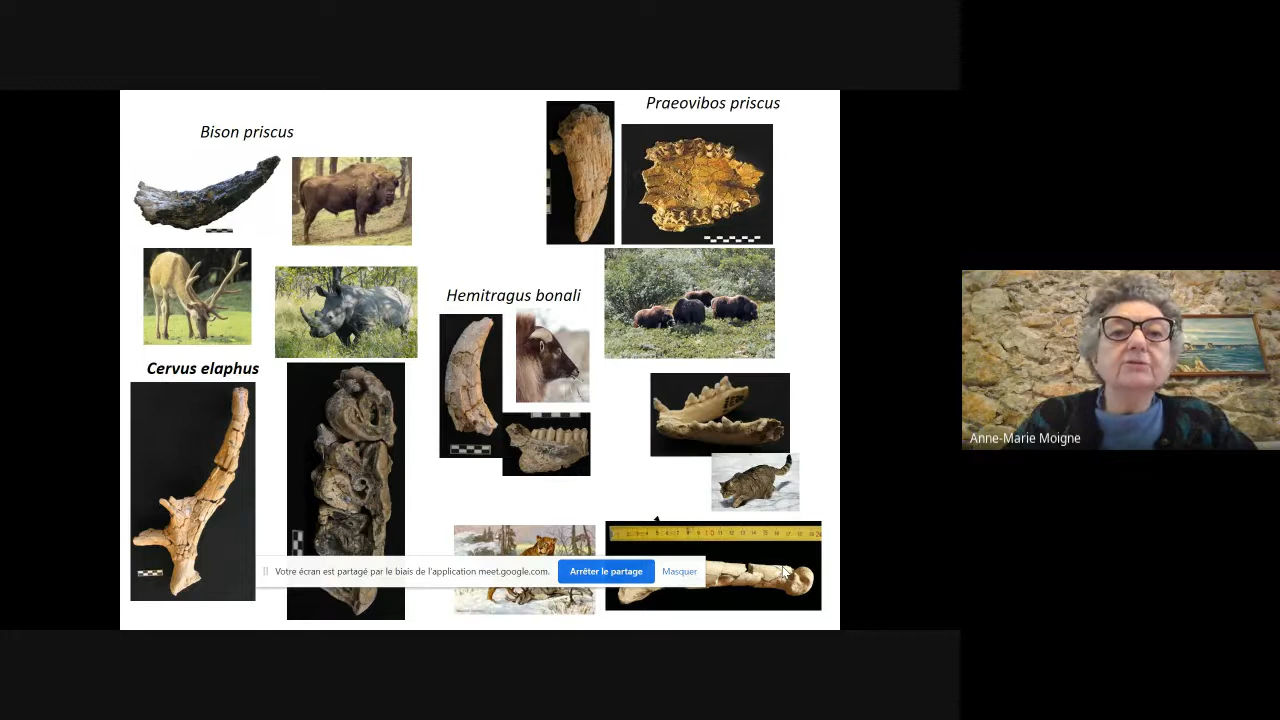 Praeovibos priscus
Bison priscus
Hemitragus bonali
Cervus elaphus
Anne-Marie Moigne
Votre écran est partagé par le biais de l'application meet.google.com.
Arrêter le partage
Masquer